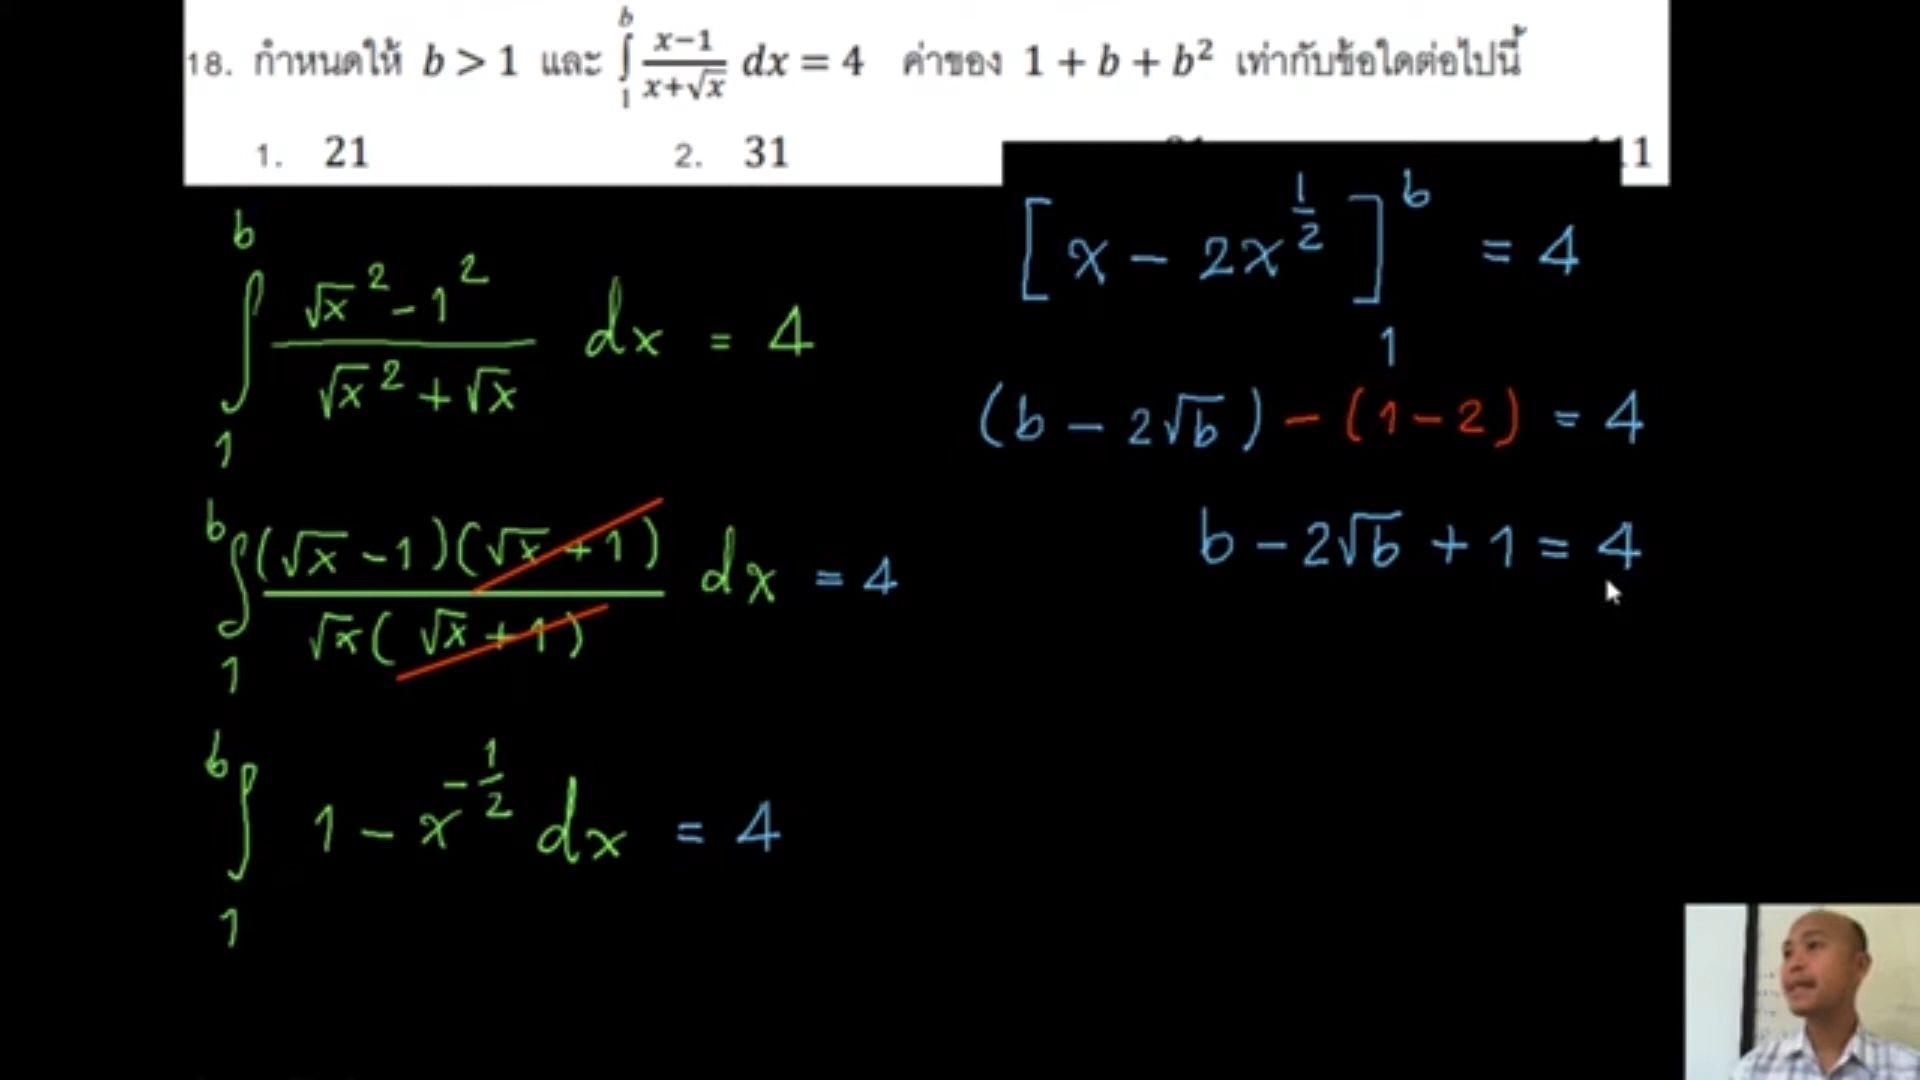 18. กำหนดให้ b > 1 และ ∫₁ᵇ (x−1)/(x+√x) dx = 4 ค่าของ 1 + b + b² เท่ากับข้อใดต่อไปนี้
1. 21 2. 31
∫₁ᵇ (√x² − 1²)/(√x² + √x) dx = 4
∫₁ᵇ ((√x − 1)(√x + 1))/(√x(√x + 1)) dx = 4
∫₁ᵇ 1 − x^(−1/2) dx = 4
[x − 2x^(1/2)]₁ᵇ = 4
(b − 2√b) − (1 − 2) = 4
b − 2√b + 1 = 4